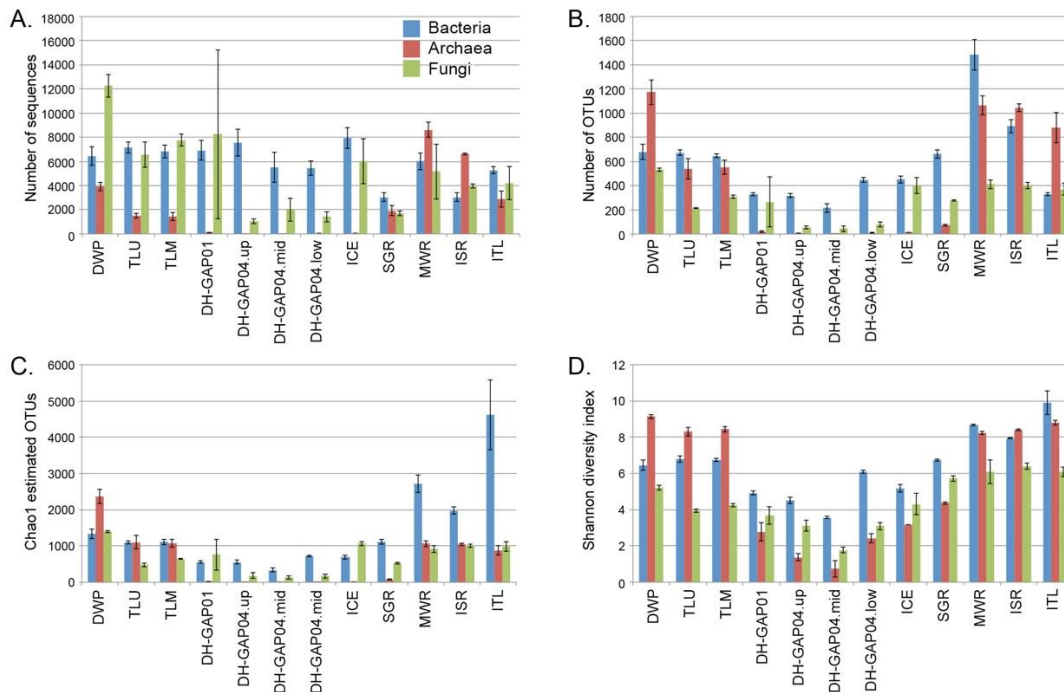 A.
Number of sequences
18000
16000
14000
12000
10000
8000
6000
4000
2000
0
Bacteria
Archaea
Fungi
DWP
TLU
TLM
DH-GAP01
DH-GAP04.up
DH-GAP04.mid
DH-GAP04.low
ICE
SGR
MWR
ISR
ITL
B.
Number of OTUs
1800
1600
1400
1200
1000
800
600
400
200
0
DWP
TLU
TLM
DH-GAP01
DH-GAP04.up
DH-GAP04.mid
DH-GAP04.low
ICE
SGR
MWR
ISR
ITL
C.
Chao1 estimated OTUs
6000
5000
4000
3000
2000
1000
0
DWP
TLU
TLM
DH-GAP01
DH-GAP04.up
DH-GAP04.mid
DH-GAP04.mid
ICE
SGR
MWR
ISR
ITL
D.
Shannon diversity index
12
10
8
6
4
2
0
DWP
TLU
TLM
DH-GAP01
DH-GAP04.up
DH-GAP04.mid
DH-GAP04.low
ICE
SGR
MWR
ISR
ITL